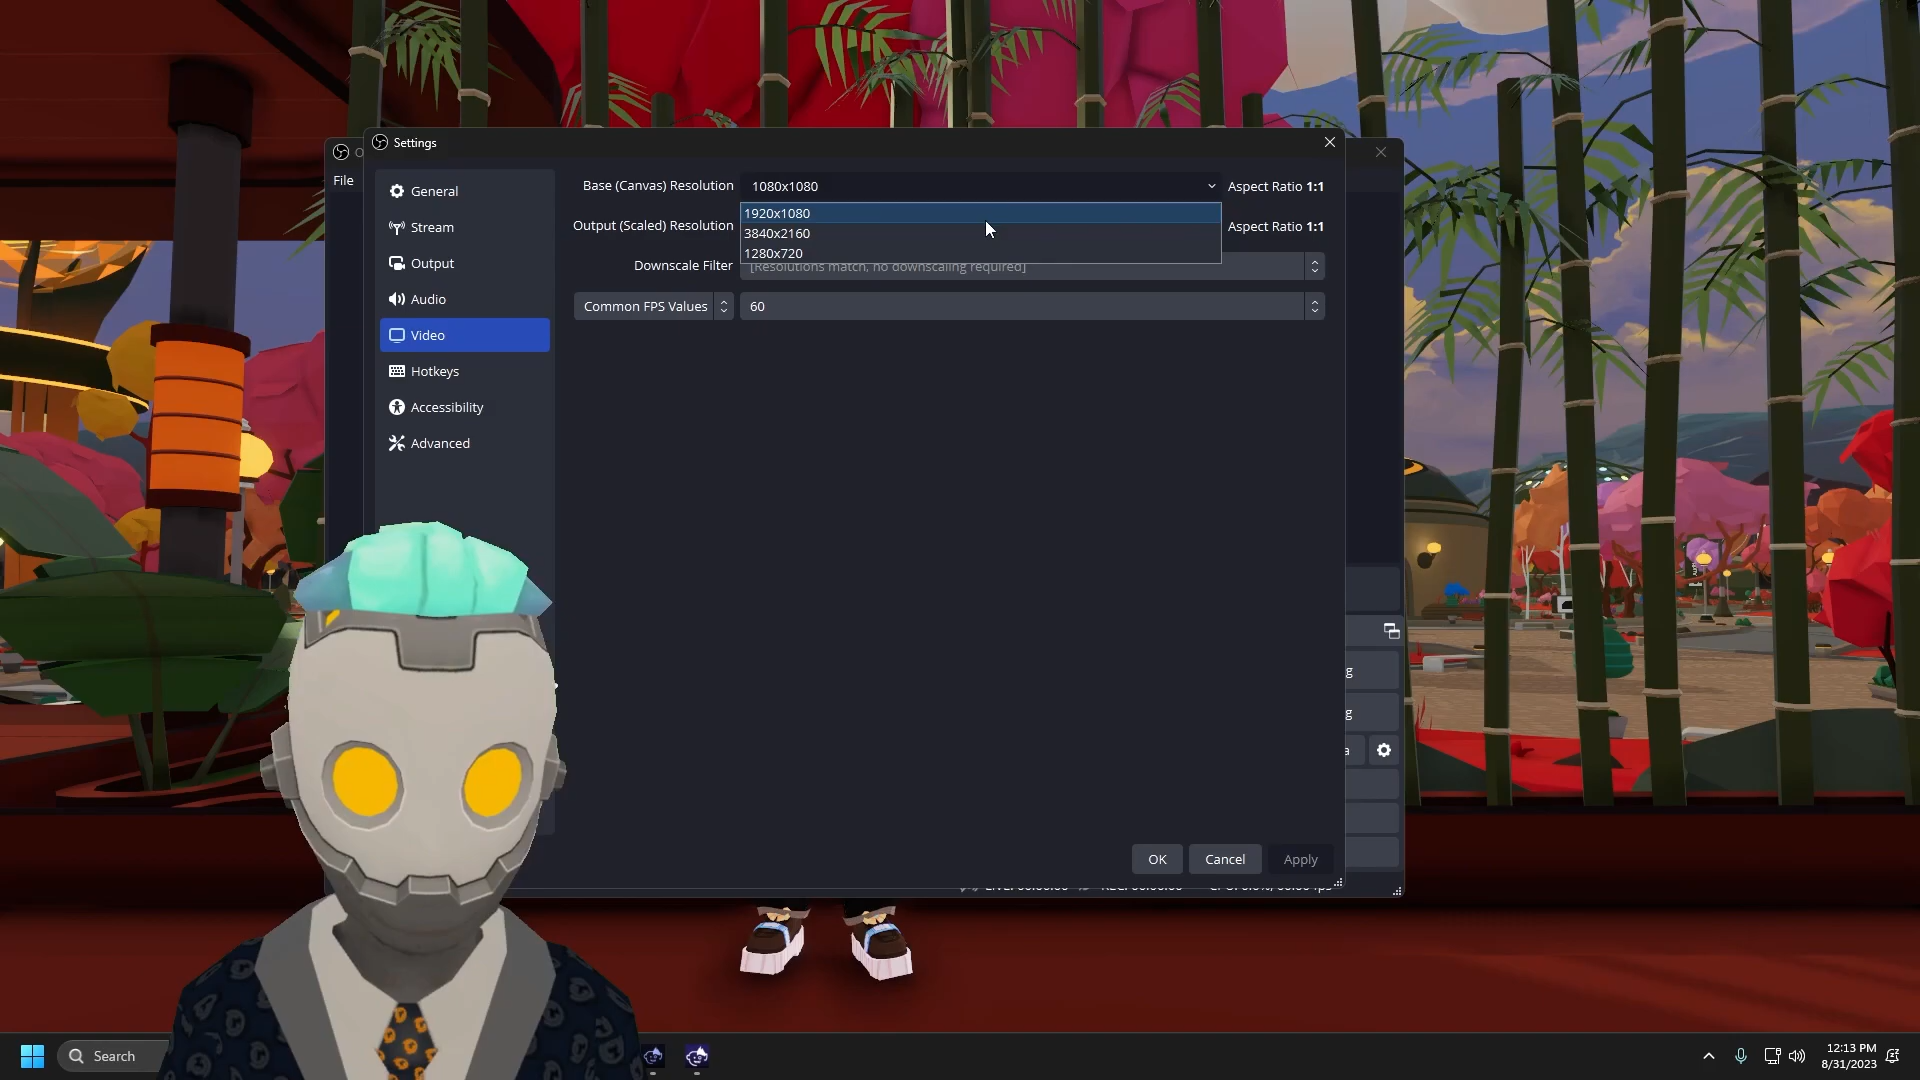 Settings
File
General
Stream
Output
Audio
Video
Hotkeys
Accessibility
Advanced
Base (Canvas) Resolution 1080x1080 Aspect Ratio 1:1
1920x1080
3840x2160
1280x720
Output (Scaled) Resolution Aspect Ratio 1:1
Downscale Filter [Resolutions match, no downscaling required]
Common FPS Values 60
OK Cancel Apply
Search
12:13 PM
8/31/2023